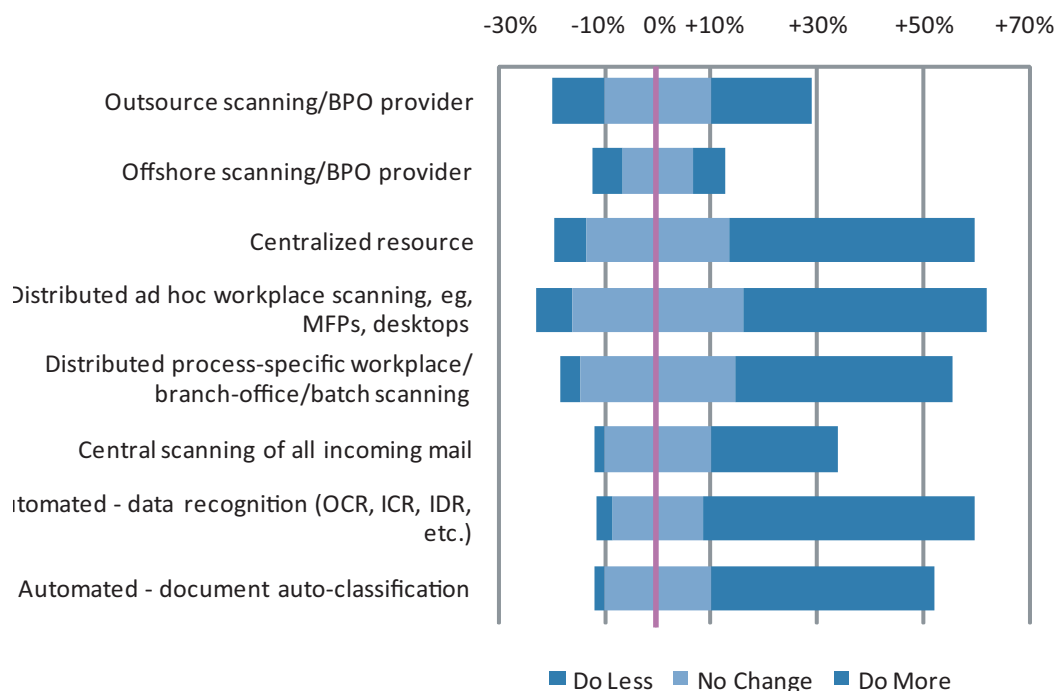 -30% -10% 0% +10% +30% +50% +70%
Outsource scanning/BPO provider
Offshore scanning/BPO provider
Centralized resource
Distributed ad hoc workplace scanning, eg,
MFPs, desktops
Distributed process-specific workplace/
branch-office/batch scanning
Central scanning of all incoming mail
utomated - data recognition (OCR, ICR, IDR,
etc.)
Automated - document auto-classification
Do Less No Change Do More